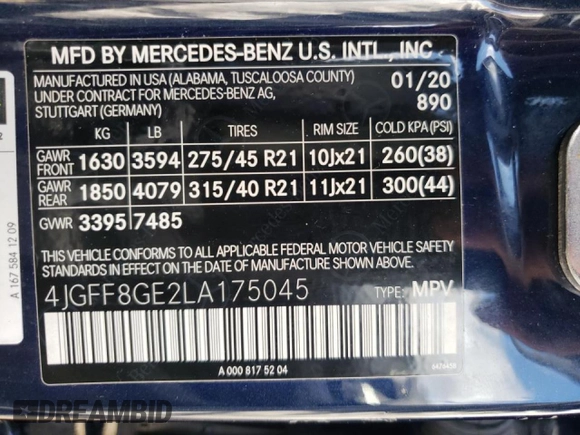 MFD BY MERCEDES-BENZ U.S. INTL., INC
MANUFACTURED IN USA (ALABAMA, TUSCALOOSA COUNTY) 01/20
UNDER CONTRACT FOR MERCEDES-BENZ AG, 890
STUTTGART (GERMANY)
KG LB TIRES RIM SIZE COLD KPA(PSI)
GAWR FRONT 1630 3594 275/45 R21 10Jx21 260(38)
GAWR REAR 1850 4079 315/40 R21 11Jx21 300(44)
GVWR 3395 7485
THIS VEHICLE CONFORMS TO ALL APPLICABLE FEDERAL MOTOR VEHICLE SAFETY
STANDARDS IN EFFECT ON THE DATE OF MANUFACTURE SHOWN ABOVE.
4JGFF8GE2LA175045 TYPE: MPV
A 000 817 52 04
A 167 584 12 09
DREAMBID